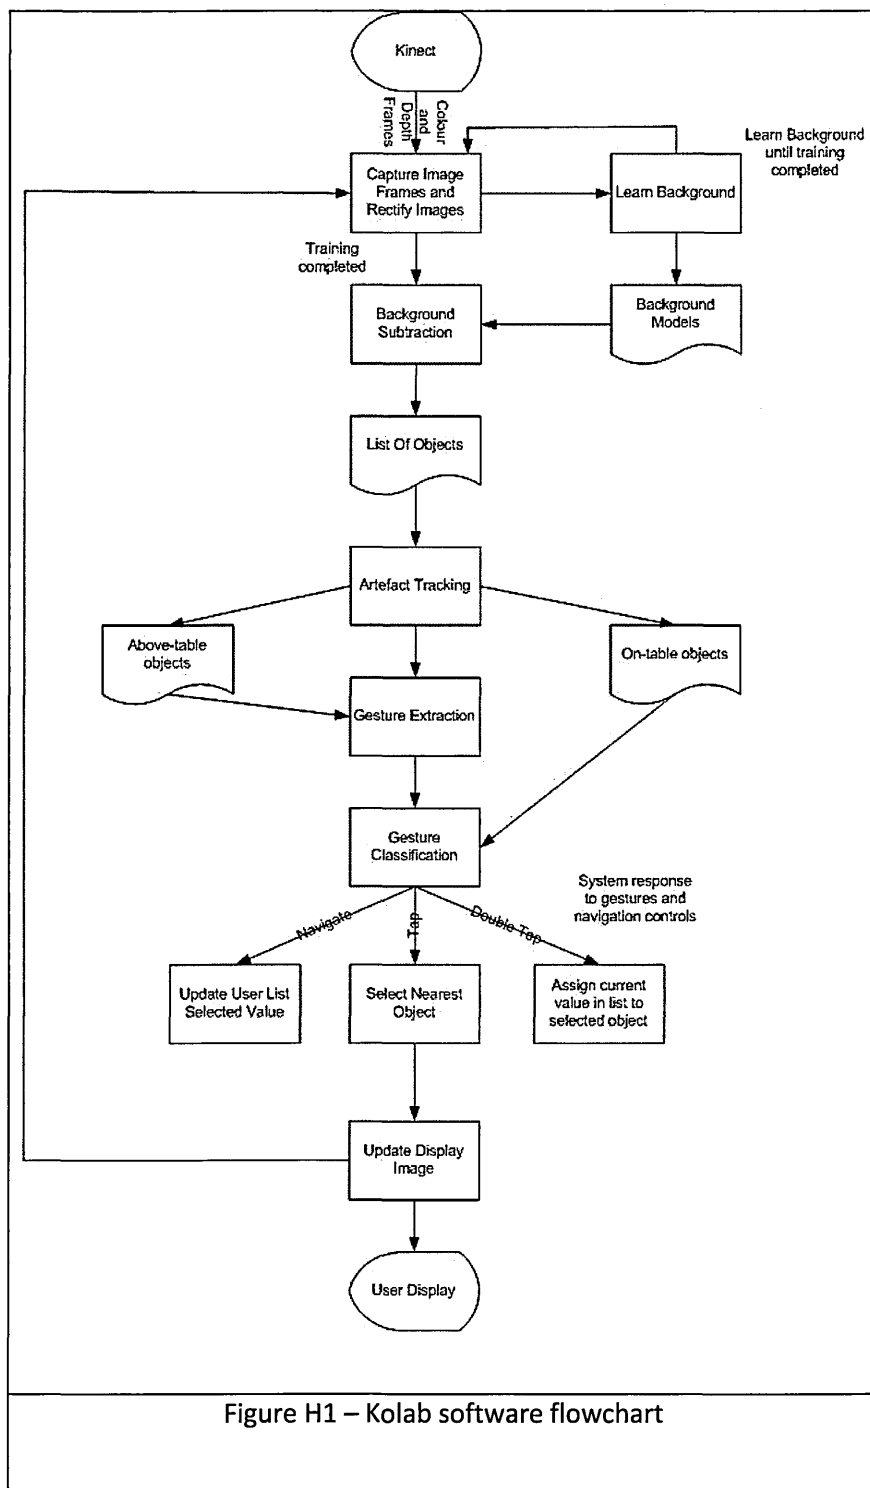 Kinect
Colour
and
Depth
Frames
Learn Background
until training
completed
Capture Image
Frames and
Rectify Images
Learn Background
Training
completed
Background
Subtraction
Background
Models
List Of Objects
Artefact Tracking
Above-table
objects
On-table objects
Gesture Extraction
Gesture
Classification
System response
to gestures and
navigation controls
Navigate
Tap
Double Tap
Update User List
Selected Value
Select Nearest
Object
Assign current
value in list to
selected object
Update Display
Image
User Display
Figure H1 – Kolab software flowchart